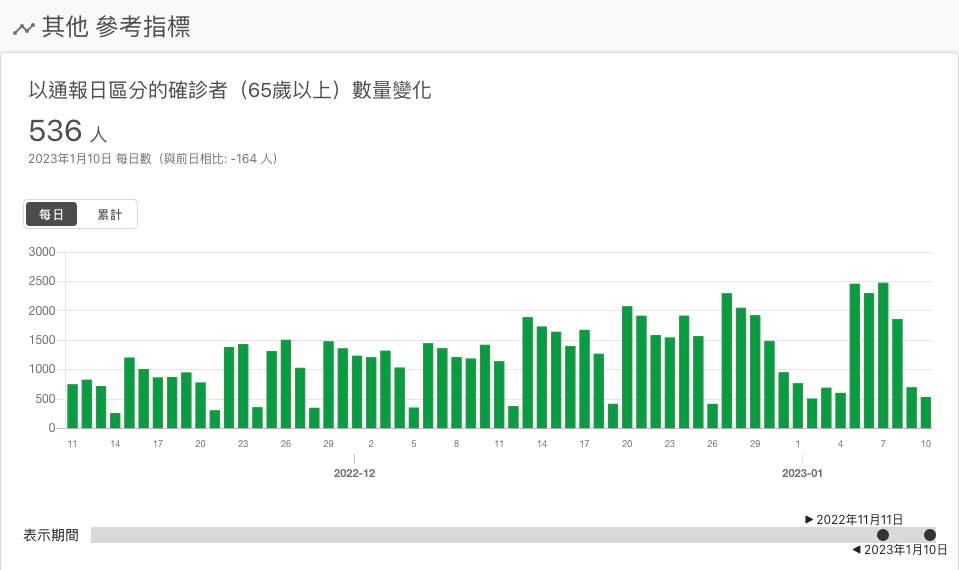 其他 參考指標
以通報日區分的確診者（65歲以上）數量變化
536 人
2023年1月10日 每日數（與前日相比: -164 人）
每日 累計
3000
2500
2000
1500
1000
500
0
11 14 17 20 23 26 29 2 5 8 11 14 17 20 23 26 29 1 4 7 10
2022-12 2023-01
▶ 2022年11月11日
表示期間
◀ 2023年1月10日